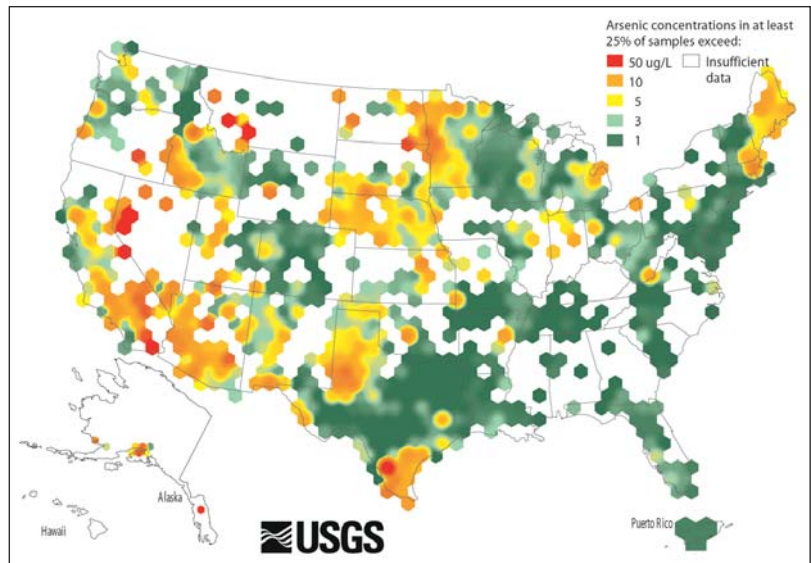 Arsenic concentrations in at least
25% of samples exceed:
50 ug/L
10
5
3
1
Insufficient
data
Alaska
Hawaii
USGS
Puerto Rico